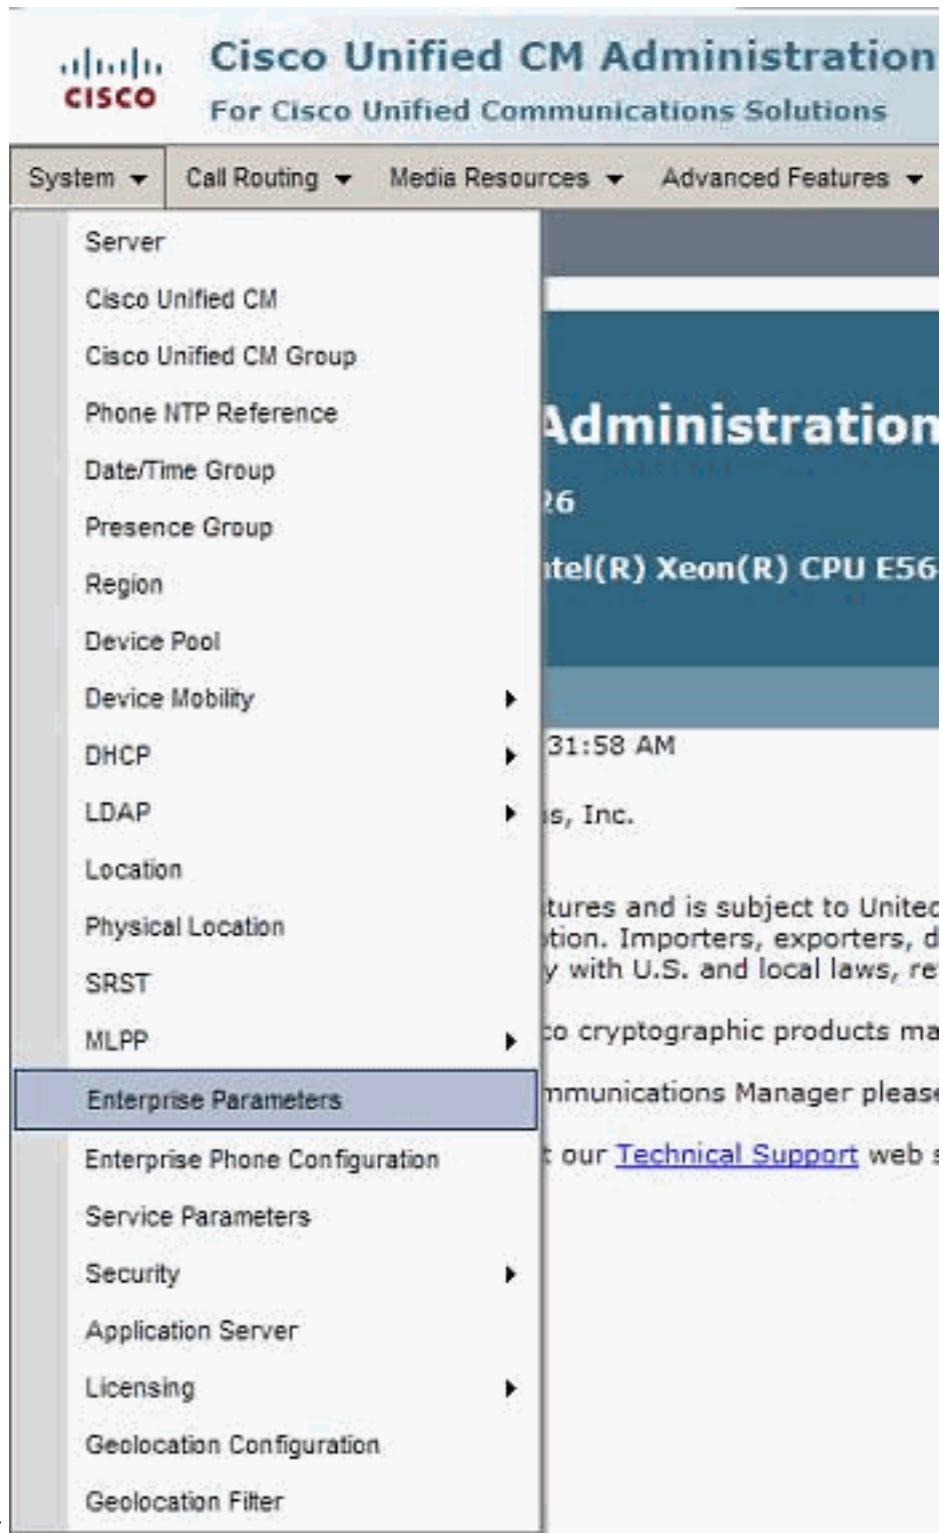 CISCO
Cisco Unified CM Administration
For Cisco Unified Communications Solutions
System Call Routing Media Resources Advanced Features
Server
Cisco Unified CM
Cisco Unified CM Group
Phone NTP Reference
Date/Time Group
Presence Group
Region
Device Pool
Device Mobility
DHCP
LDAP
Location
Physical Location
SRST
MLPP
Enterprise Parameters
Enterprise Phone Configuration
Service Parameters
Security
Application Server
Licensing
Geolocation Configuration
Geolocation Filter
Administration
26
ntel(R) Xeon(R) CPU E56
31:58 AM
s, Inc.
tures and is subject to United
ption. Importers, exporters, d
y with U.S. and local laws, re
co cryptographic products ma
mmunications Manager please
t our Technical Support web s